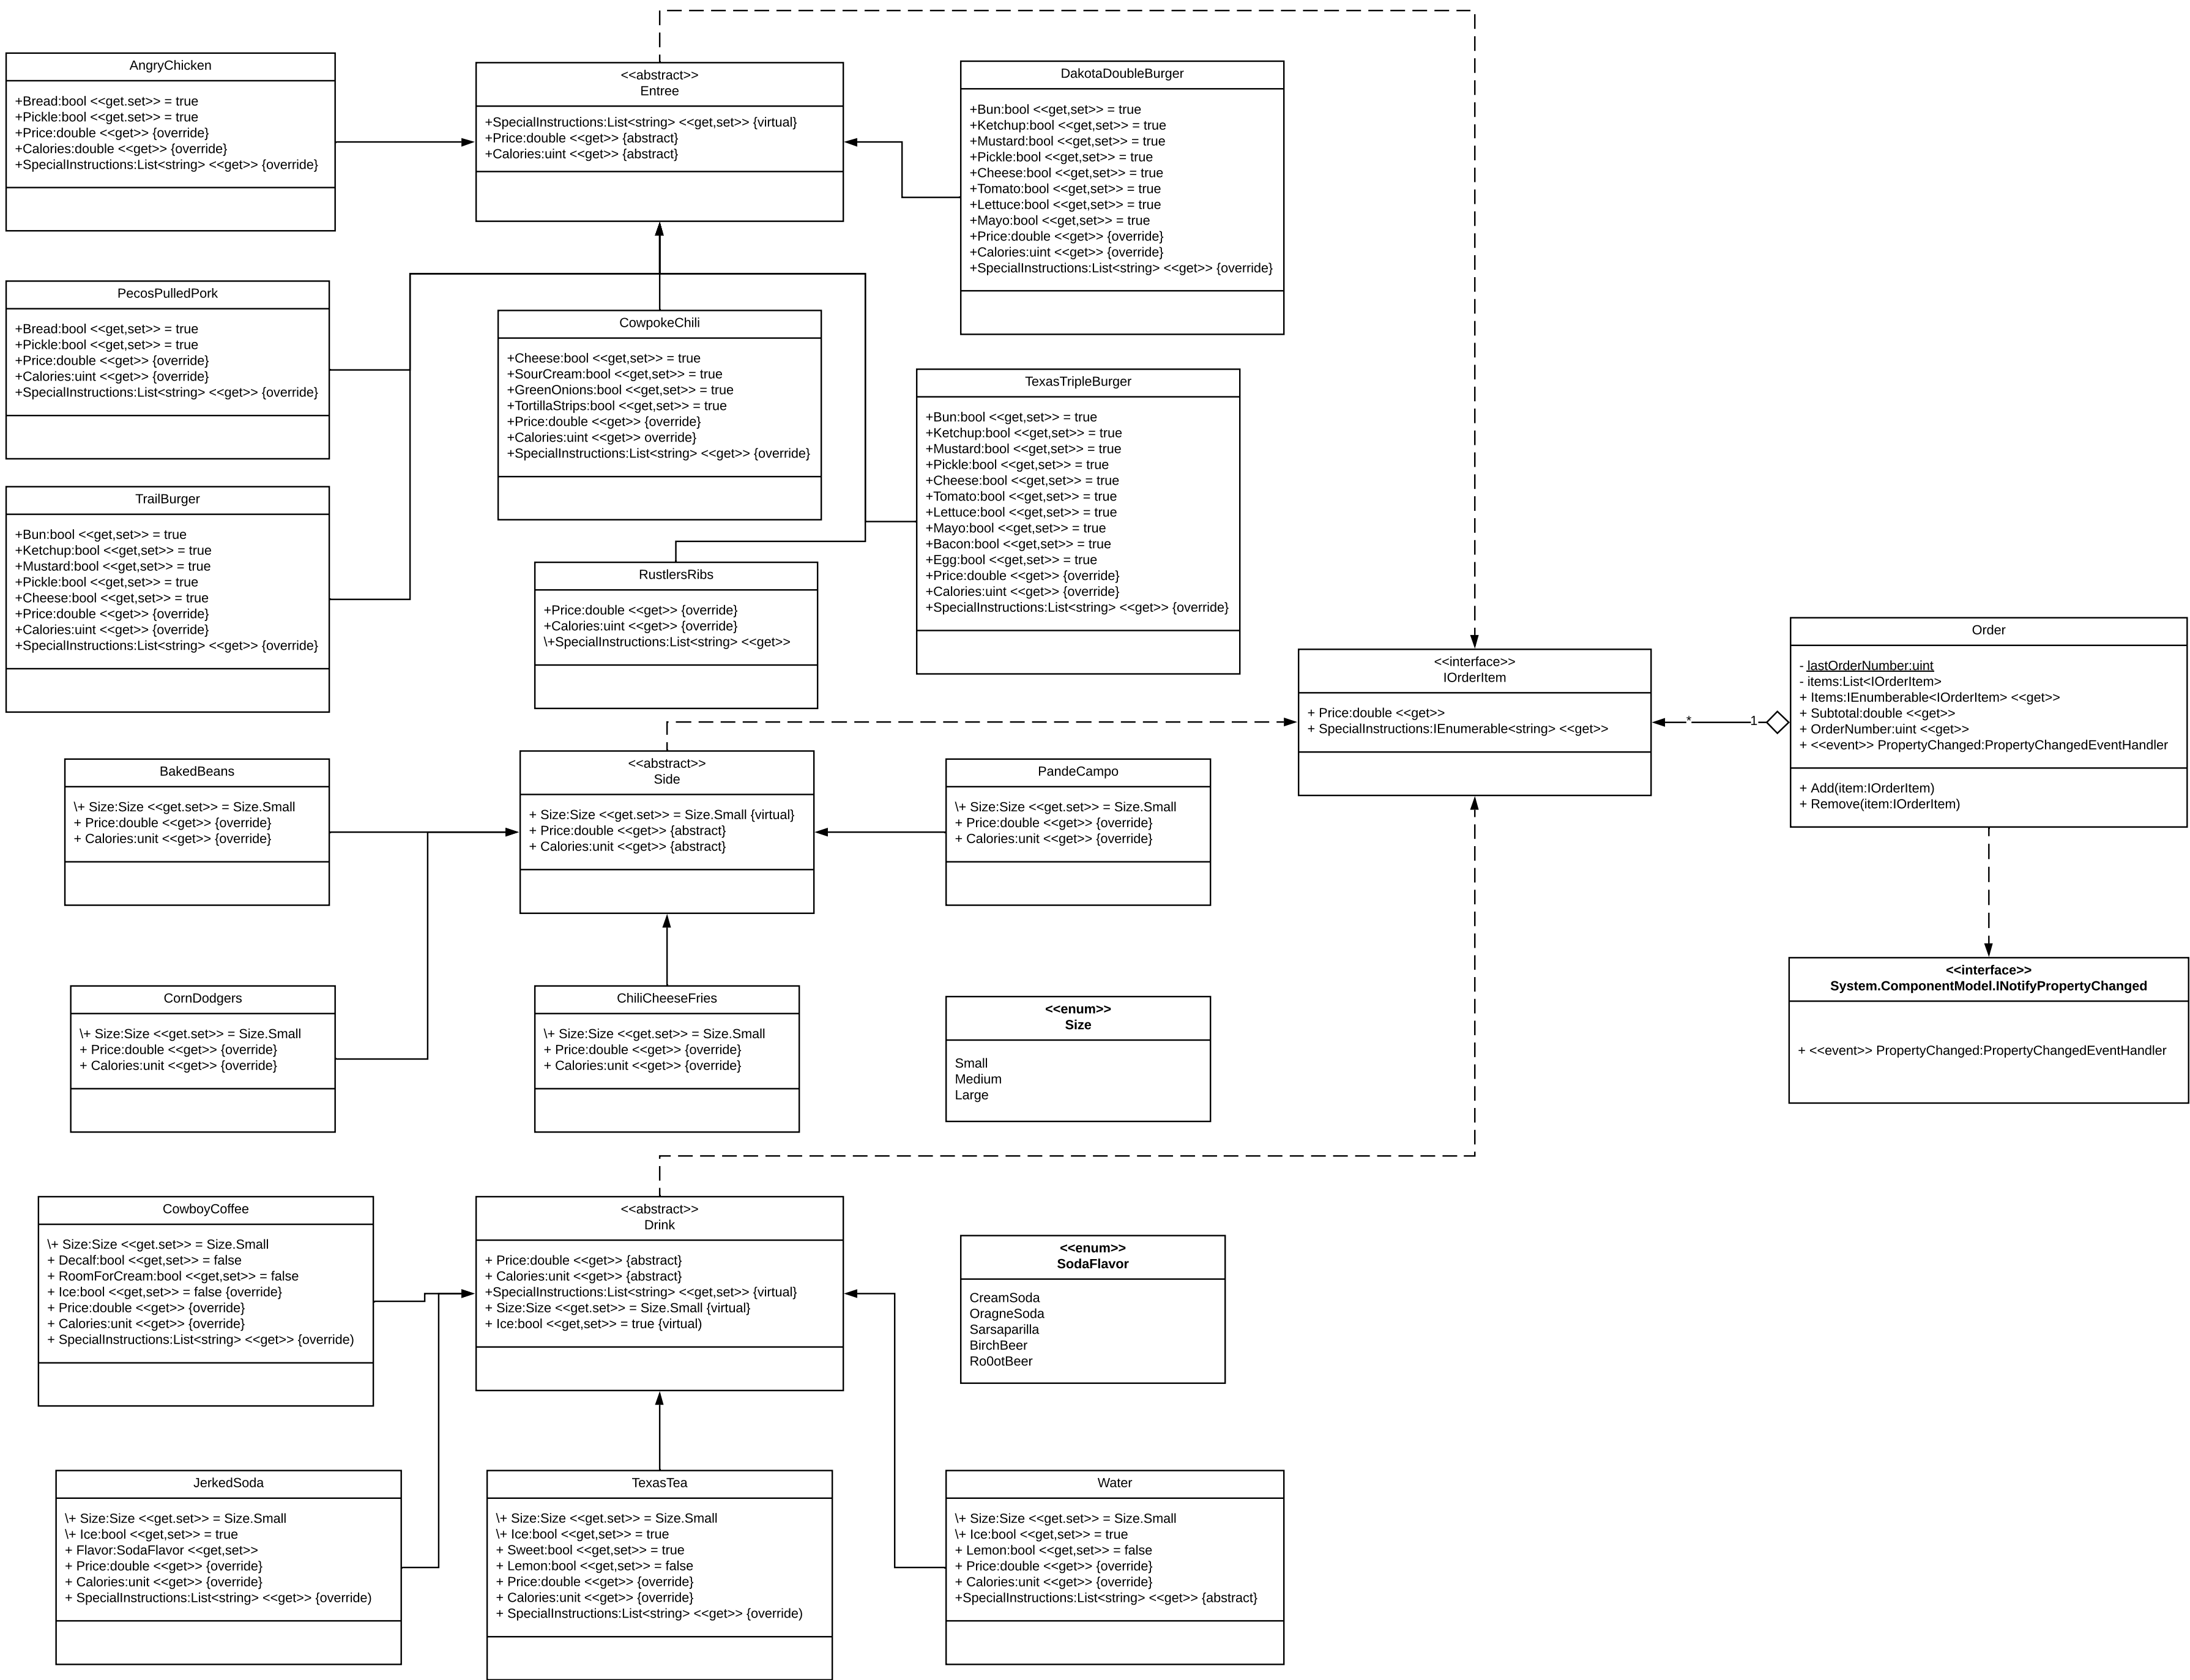 AngryChicken
+Bread:bool <<get.set>> = true
+Pickle:bool <<get.set>> = true
+Price:double <<get>> {override}
+Calories:double <<get>> {override}
+SpecialInstructions:List<string> <<get>> {override}
<<abstract>>
Entree
+SpecialInstructions:List<string> <<get,set>> {virtual}
+Price:double <<get>> {abstract}
+Calories:uint <<get>> {abstract}
DakotaDoubleBurger
+Bun:bool <<get,set>> = true
+Ketchup:bool <<get,set>> = true
+Mustard:bool <<get,set>> = true
+Pickle:bool <<get,set>> = true
+Cheese:bool <<get,set>> = true
+Tomato:bool <<get,set>> = true
+Lettuce:bool <<get,set>> = true
+Mayo:bool <<get,set>> = true
+Price:double <<get>> {override}
+Calories:uint <<get>> {override}
+SpecialInstructions:List<string> <<get>> {override}
PecosPulledPork
+Bread:bool <<get,set>> = true
+Pickle:bool <<get,set>> = true
+Price:double <<get>> {override}
+Calories:uint <<get>> {override}
+SpecialInstructions:List<string> <<get>> {override}
CowpokeChili
+Cheese:bool <<get,set>> = true
+SourCream:bool <<get,set>> = true
+GreenOnions:bool <<get,set>> = true
+TortillaStrips:bool <<get,set>> = true
+Price:double <<get>> {override}
+Calories:uint <<get>> override}
+SpecialInstructions:List<string> <<get>> {override}
TexasTripleBurger
+Bun:bool <<get,set>> = true
+Ketchup:bool <<get,set>> = true
+Mustard:bool <<get,set>> = true
+Pickle:bool <<get,set>> = true
+Cheese:bool <<get,set>> = true
+Tomato:bool <<get,set>> = true
+Lettuce:bool <<get,set>> = true
+Mayo:bool <<get,set>> = true
+Bacon:bool <<get,set>> = true
+Egg:bool <<get,set>> = true
+Price:double <<get>> {override}
+Calories:uint <<get>> {override}
+SpecialInstructions:List<string> <<get>> {override}
TrailBurger
+Bun:bool <<get,set>> = true
+Ketchup:bool <<get,set>> = true
+Mustard:bool <<get,set>> = true
+Pickle:bool <<get,set>> = true
+Cheese:bool <<get,set>> = true
+Price:double <<get>> {override}
+Calories:uint <<get>> {override}
+SpecialInstructions:List<string> <<get>> {override}
RustlersRibs
+Price:double <<get>> {override}
+Calories:uint <<get>> {override}
\+SpecialInstructions:List<string> <<get>>
<<interface>>
IOrderItem
+ Price:double <<get>>
+ SpecialInstructions:IEnumerable<string> <<get>>
*
1
Order
- lastOrderNumber:uint
- items:List<IOrderItem>
+ Items:IEnumberable<IOrderItem> <<get>>
+ Subtotal:double <<get>>
+ OrderNumber:uint <<get>>
+ <<event>> PropertyChanged:PropertyChangedEventHandler
+ Add(item:IOrderItem)
+ Remove(item:IOrderItem)
BakedBeans
\+ Size:Size <<get.set>> = Size.Small
+ Price:double <<get>> {override}
+ Calories:unit <<get>> {override}
<<abstract>>
Side
+ Size:Size <<get.set>> = Size.Small {virtual}
+ Price:double <<get>> {abstract}
+ Calories:unit <<get>> {abstract}
PandeCampo
\+ Size:Size <<get.set>> = Size.Small
+ Price:double <<get>> {override}
+ Calories:unit <<get>> {override}
<<interface>>
System.ComponentModel.INotifyPropertyChanged
+ <<event>> PropertyChanged:PropertyChangedEventHandler
CornDodgers
\+ Size:Size <<get.set>> = Size.Small
+ Price:double <<get>> {override}
+ Calories:unit <<get>> {override}
ChiliCheeseFries
\+ Size:Size <<get.set>> = Size.Small
+ Price:double <<get>> {override}
+ Calories:unit <<get>> {override}
<<enum>>
Size
Small
Medium
Large
CowboyCoffee
\+ Size:Size <<get.set>> = Size.Small
+ Decalf:bool <<get,set>> = false
+ RoomForCream:bool <<get,set>> = false
+ Ice:bool <<get,set>> = false {override}
+ Price:double <<get>> {override}
+ Calories:unit <<get>> {override}
+ SpecialInstructions:List<string> <<get>> {override)
<<abstract>>
Drink
+ Price:double <<get>> {abstract}
+ Calories:unit <<get>> {abstract}
+SpecialInstructions:List<string> <<get,set>> {virtual}
+ Size:Size <<get.set>> = Size.Small {virtual}
+ Ice:bool <<get,set>> = true {virtual)
<<enum>>
SodaFlavor
CreamSoda
OragneSoda
Sarsaparilla
BirchBeer
Ro0otBeer
JerkedSoda
\+ Size:Size <<get.set>> = Size.Small
\+ Ice:bool <<get,set>> = true
+ Flavor:SodaFlavor <<get,set>>
+ Price:double <<get>> {override}
+ Calories:unit <<get>> {override}
+ SpecialInstructions:List<string> <<get>> {override)
TexasTea
\+ Size:Size <<get.set>> = Size.Small
\+ Ice:bool <<get,set>> = true
+ Sweet:bool <<get,set>> = true
+ Lemon:bool <<get,set>> = false
+ Price:double <<get>> {override}
+ Calories:unit <<get>> {override}
+ SpecialInstructions:List<string> <<get>> {override)
Water
\+ Size:Size <<get.set>> = Size.Small
\+ Ice:bool <<get,set>> = true
+ Lemon:bool <<get,set>> = false
+ Price:double <<get>> {override}
+ Calories:unit <<get>> {override}
+SpecialInstructions:List<string> <<get>> {abstract}